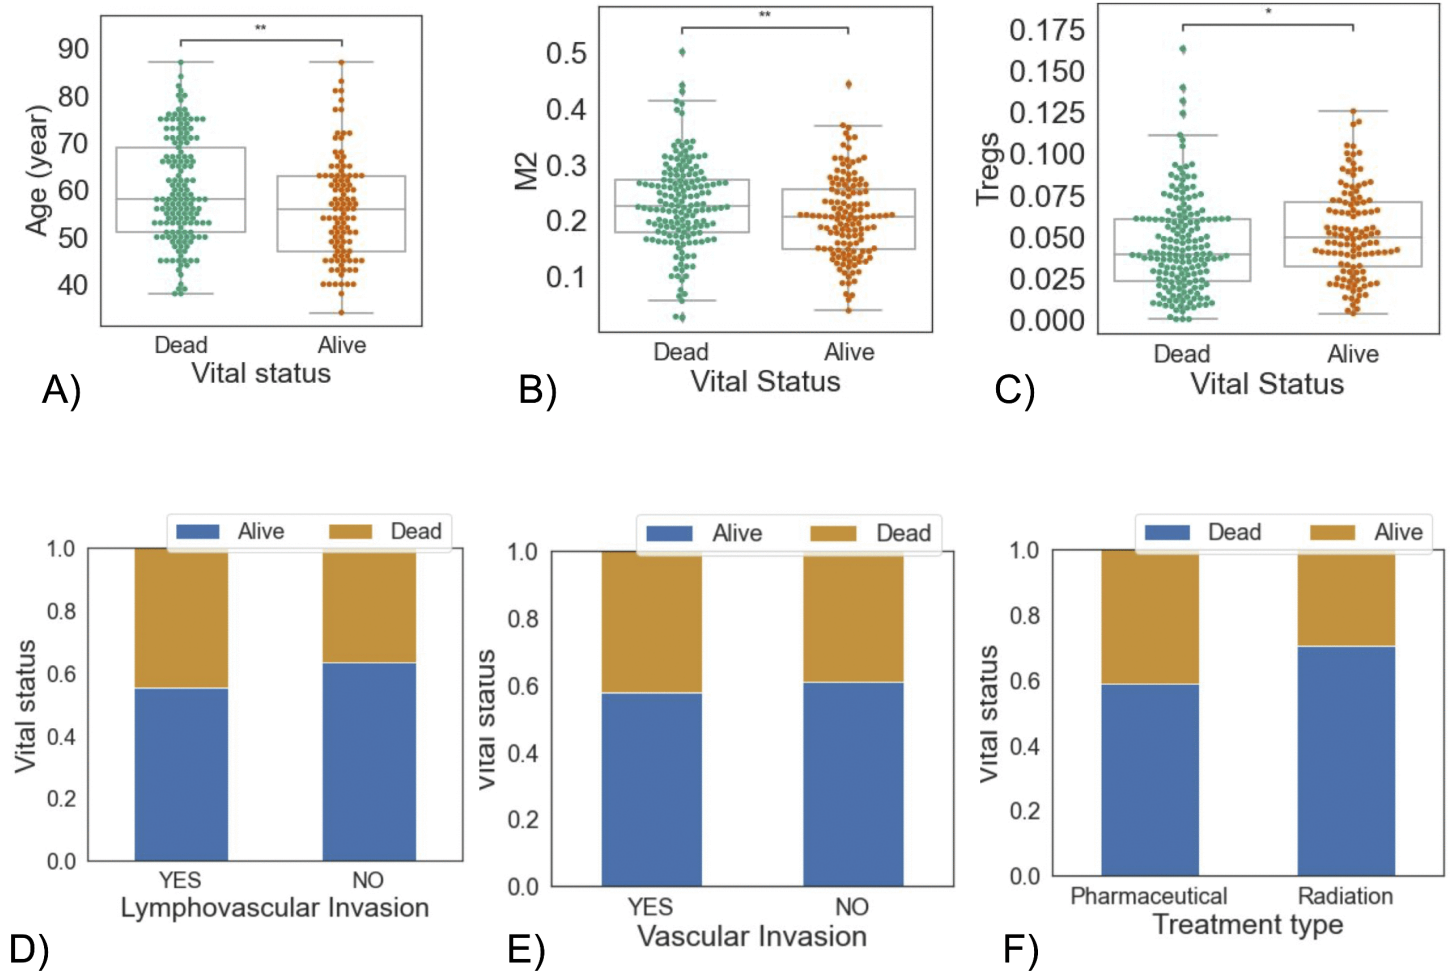 **
90
80
70
60
50
40
Age (year)
Dead Alive
Vital status
A)
**
0.5
0.4
0.3
0.2
0.1
M2
Dead Alive
Vital Status
B)
*
0.175
0.150
0.125
0.100
0.075
0.050
0.025
0.000
Tregs
Dead Alive
Vital Status
C)
Alive Dead
1.0
0.8
0.6
0.4
0.2
0.0
Vital status
YES NO
Lymphovascular Invasion
D)
Alive Dead
1.0
0.8
0.6
0.4
0.2
0.0
Vital status
YES NO
Vascular Invasion
E)
Dead Alive
1.0
0.8
0.6
0.4
0.2
0.0
Vital status
Pharmaceutical Radiation
Treatment type
F)